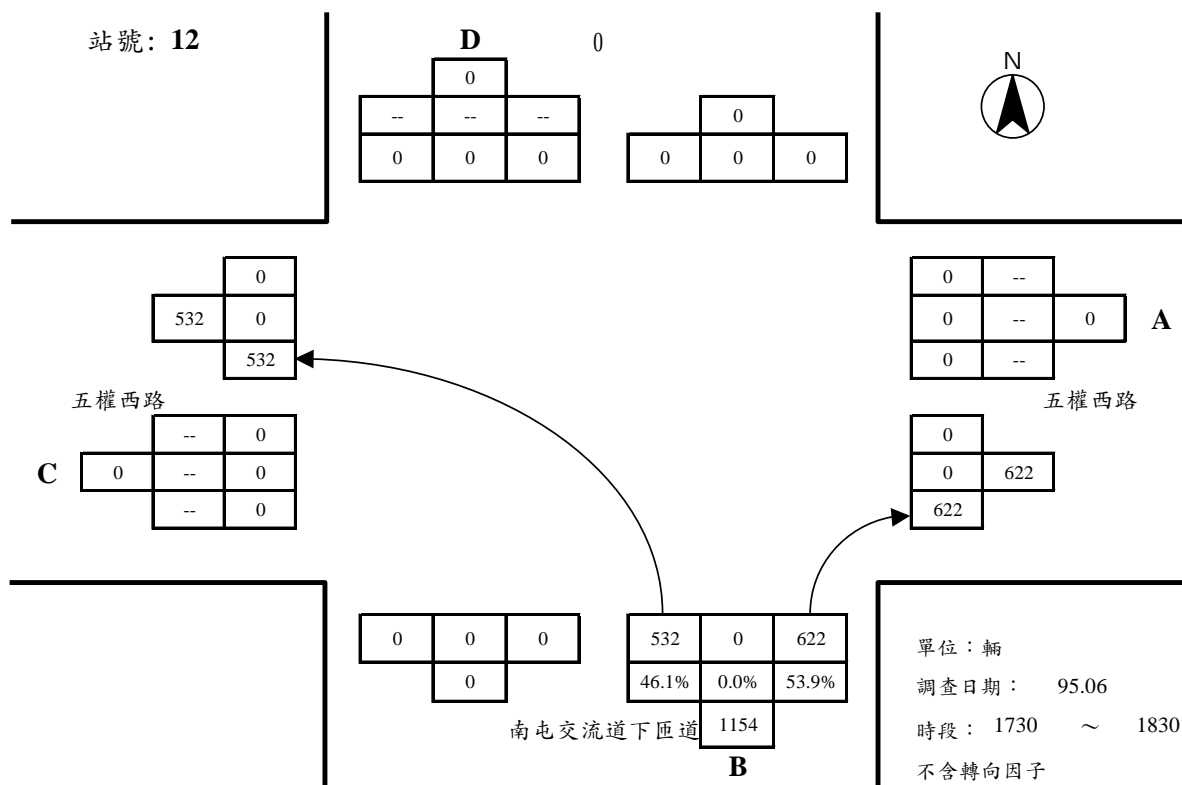 站號: 12
D 0
N
0
-- -- --
0 0 0
0
0 0 0
0
532 0
532
五權西路
-- 0
C 0 -- 0
-- 0
0 --
0 -- 0 A
0 --
五權西路
0
0 622
622
0 0 0
0
532 0 622
46.1% 0.0% 53.9%
南屯交流道下匝道 1154
B
單位：輛
調查日期： 95.06
時段： 1730 ～ 1830
不含轉向因子